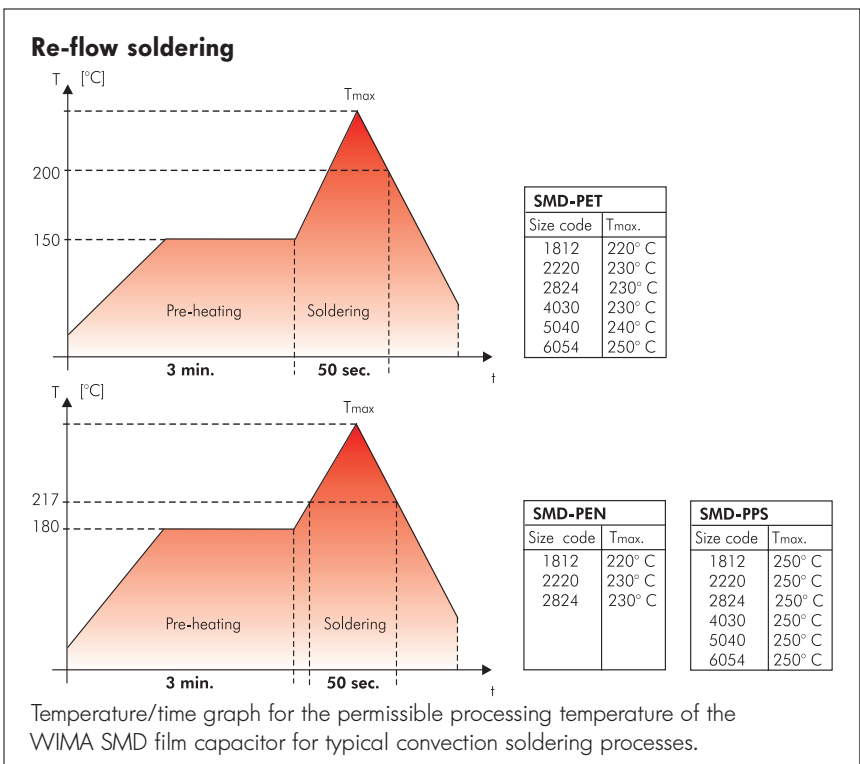 Re-flow soldering
T [°C]
Tmax
200
150
Pre-heating
Soldering
3 min.
50 sec.
t
SMD-PET
Size code Tmax.
1812 220° C
2220 230° C
2824 230° C
4030 230° C
5040 240° C
6054 250° C
T [°C]
Tmax
217
180
Pre-heating
Soldering
3 min.
50 sec.
t
SMD-PEN
Size code Tmax.
1812 220° C
2220 230° C
2824 230° C
SMD-PPS
Size code Tmax.
1812 250° C
2220 250° C
2824 250° C
4030 250° C
5040 250° C
6054 250° C
Temperature/time graph for the permissible processing temperature of the
WIMA SMD film capacitor for typical convection soldering processes.